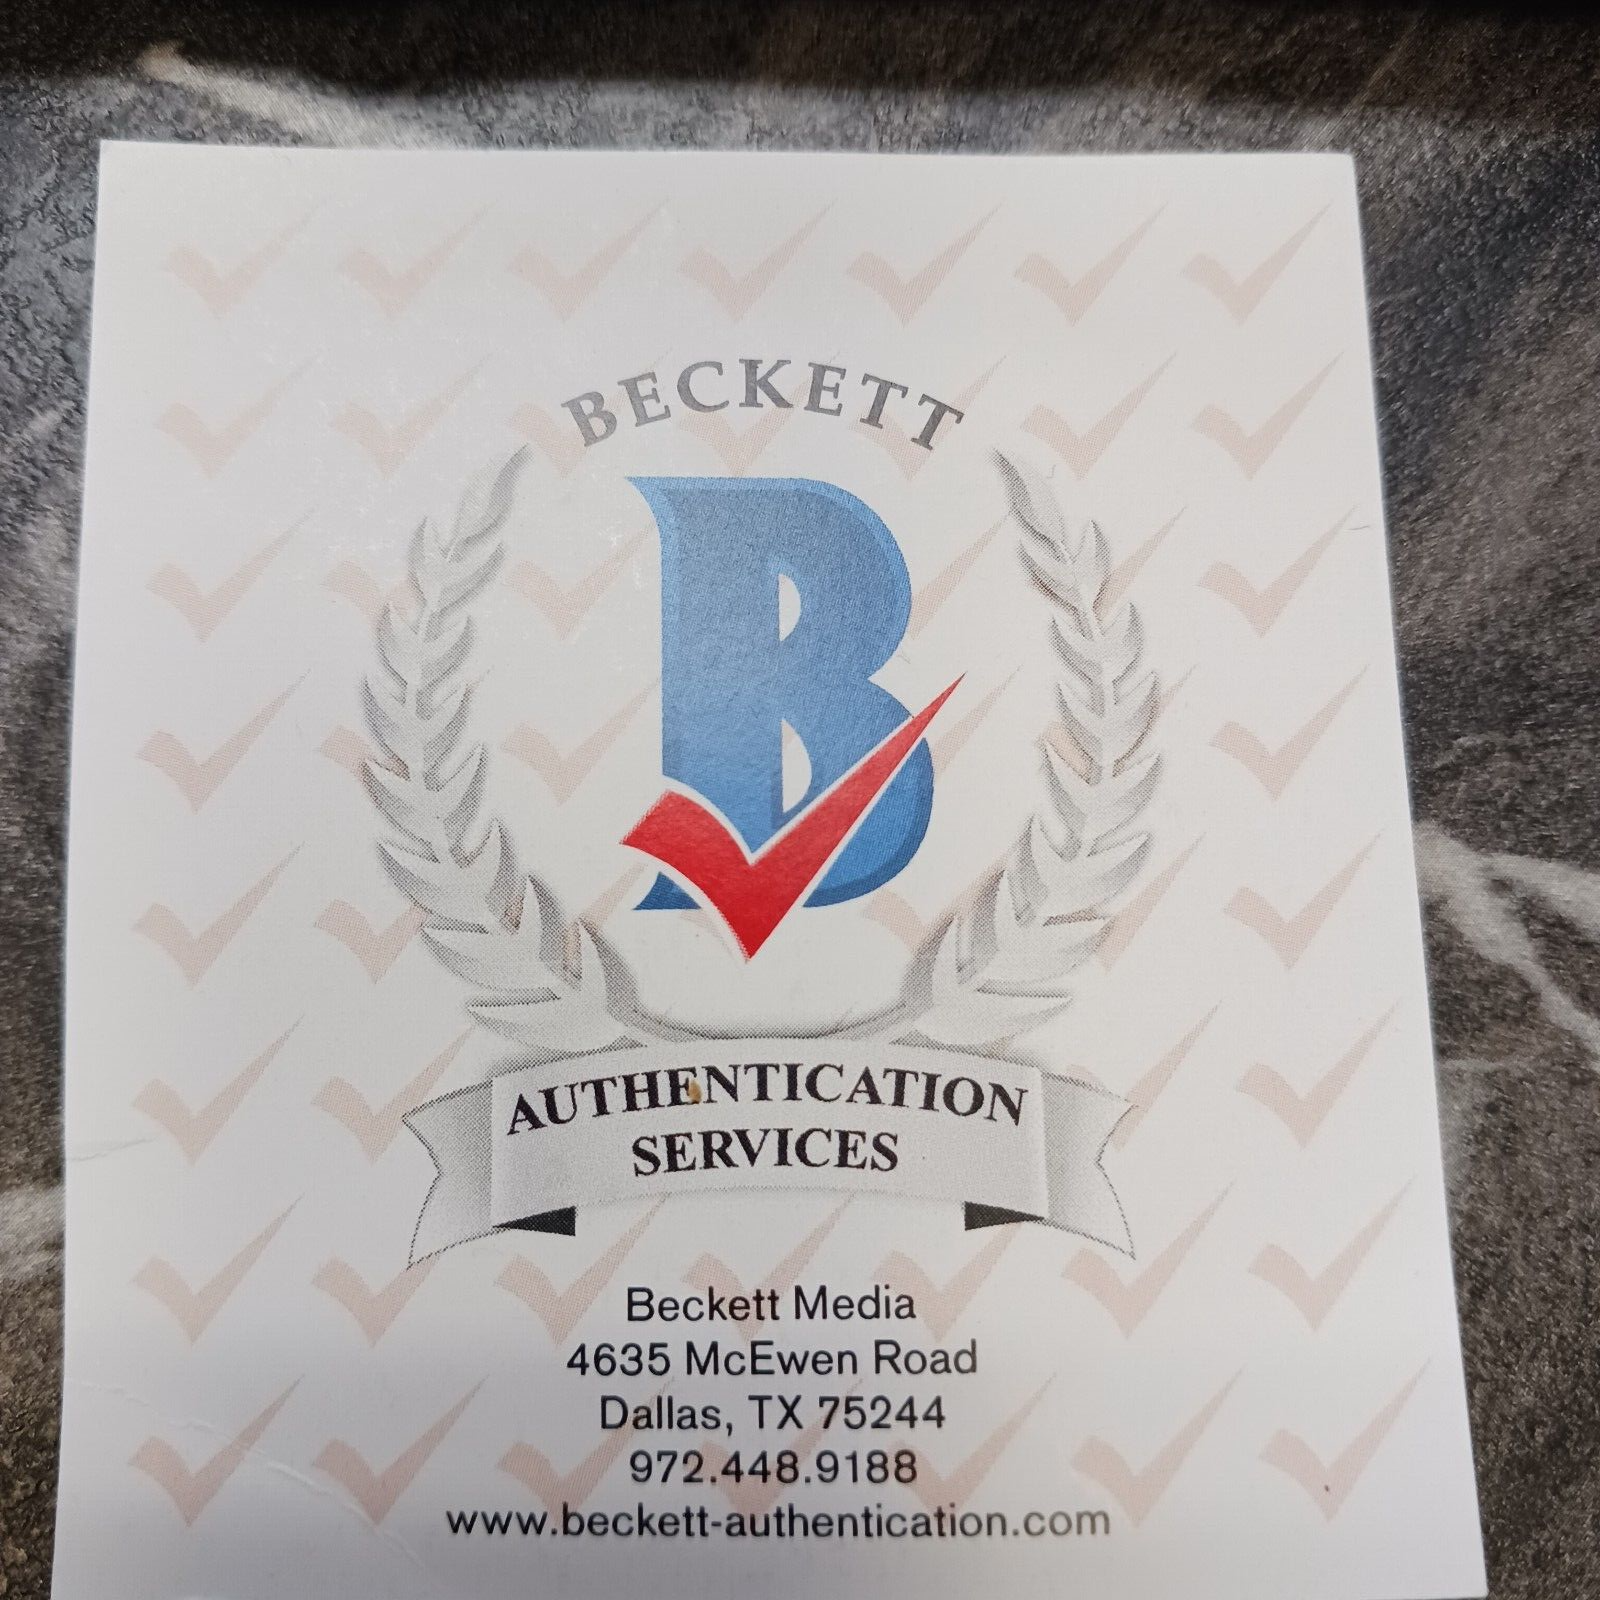 BECKETT
B
AUTHENTICATION
SERVICES
Beckett Media
4635 McEwen Road
Dallas, TX 75244
972.448.9188
www.beckett-authentication.com